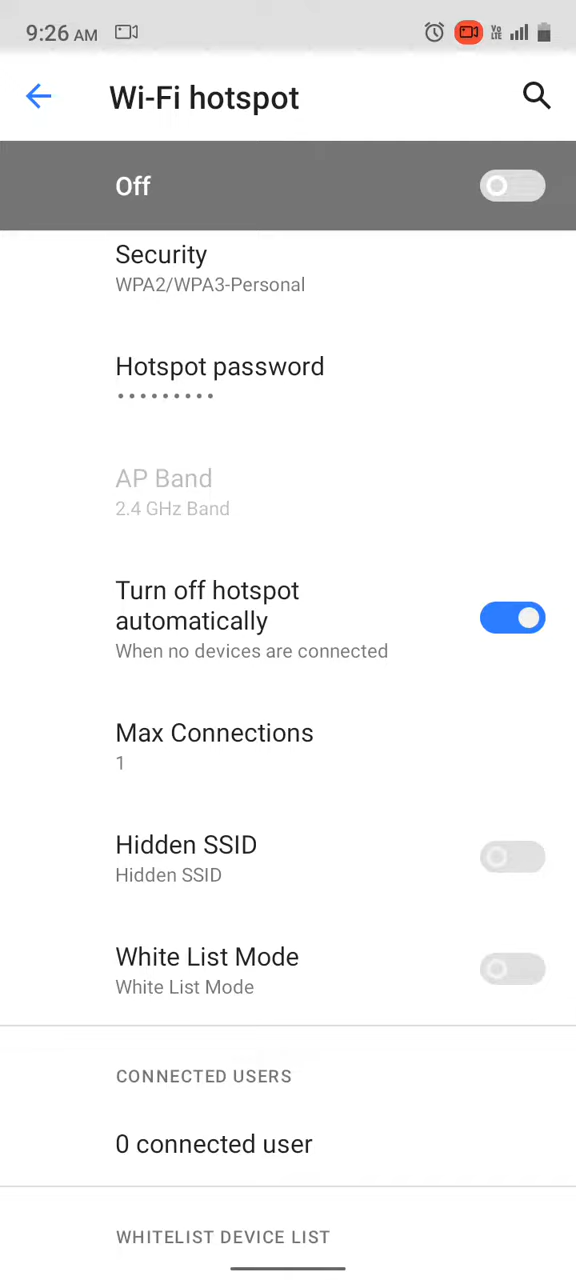 9:26 AM
Vo
LTE
Wi-Fi hotspot
Off
Security
WPA2/WPA3-Personal
Hotspot password
•••••••••
AP Band
2.4 GHz Band
Turn off hotspot
automatically
When no devices are connected
Max Connections
1
Hidden SSID
Hidden SSID
White List Mode
White List Mode
CONNECTED USERS
0 connected user
WHITELIST DEVICE LIST